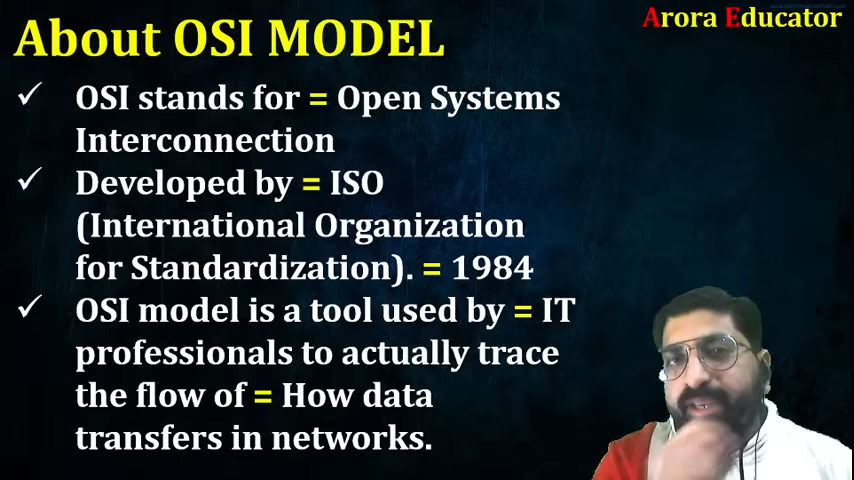 About OSI MODEL
Arora Educator
✓ OSI stands for = Open Systems
Interconnection
✓ Developed by = ISO
(International Organization
for Standardization). = 1984
✓ OSI model is a tool used by = IT
professionals to actually trace
the flow of = How data
transfers in networks.